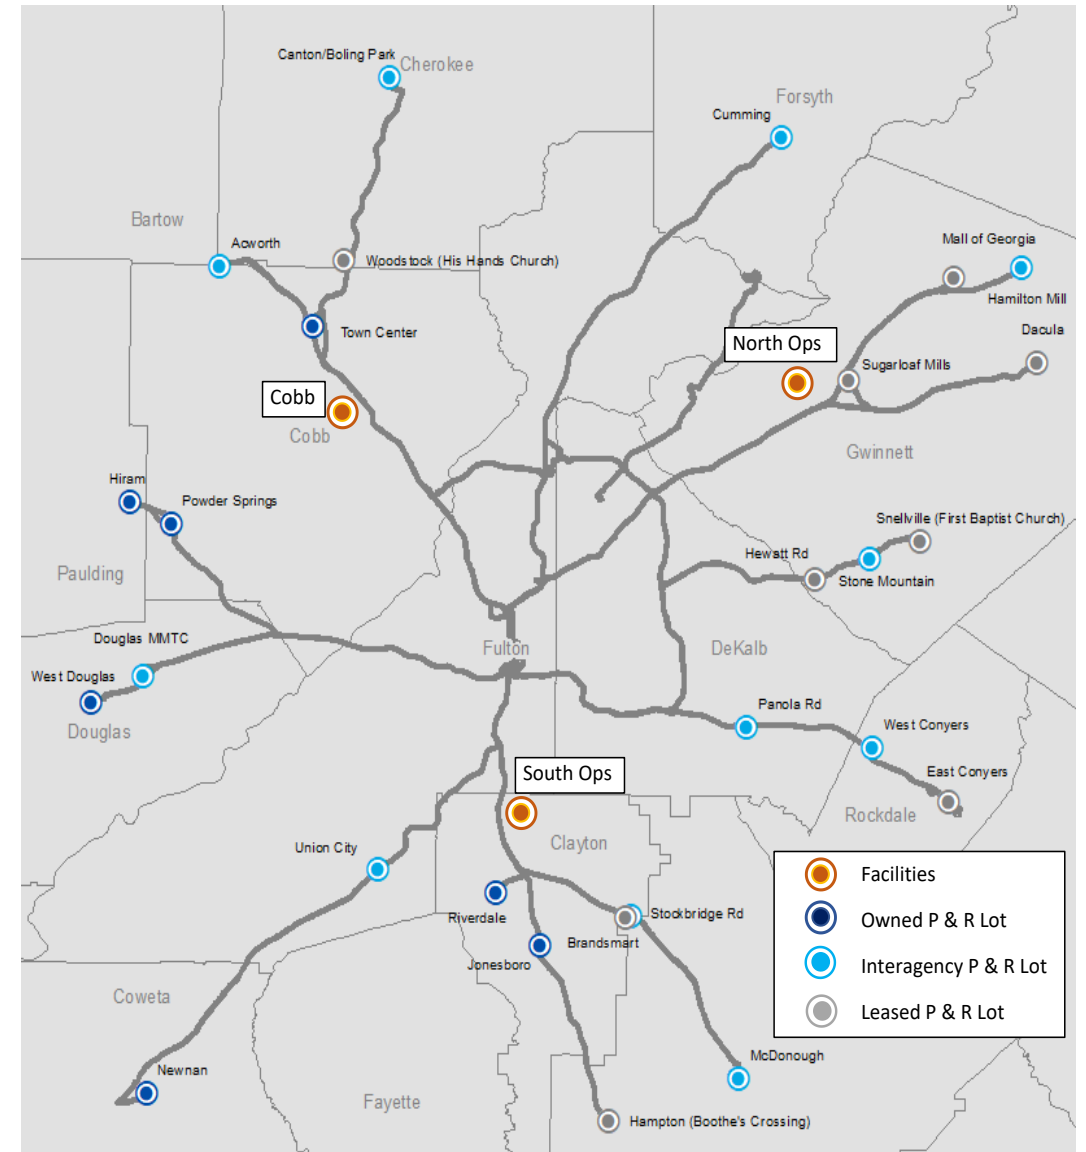 Canton/Boling Park
Cherokee
Forsyth
Cumming
Bartow
Acworth
Woodstock (His Hands Church)
Mall of Georgia
Hamilton Mill
Town Center
Dacula
North Ops
Sugarloaf Mills
Cobb
Cobb
Gwinnett
Hiram
Powder Springs
Snellville (First Baptist Church)
Hewatt Rd
Paulding
Stone Mountain
Douglas MMTC
Fulton
DeKalb
West Douglas
Panola Rd
West Conyers
Douglas
South Ops
East Conyers
Rockdale
Union City
Clayton
Riverdale
Stockbridge Rd
Brandsmart
Jonesboro
Coweta
McDonough
Newnan
Fayette
Hampton (Boothe's Crossing)
Facilities
Owned P & R Lot
Interagency P & R Lot
Leased P & R Lot